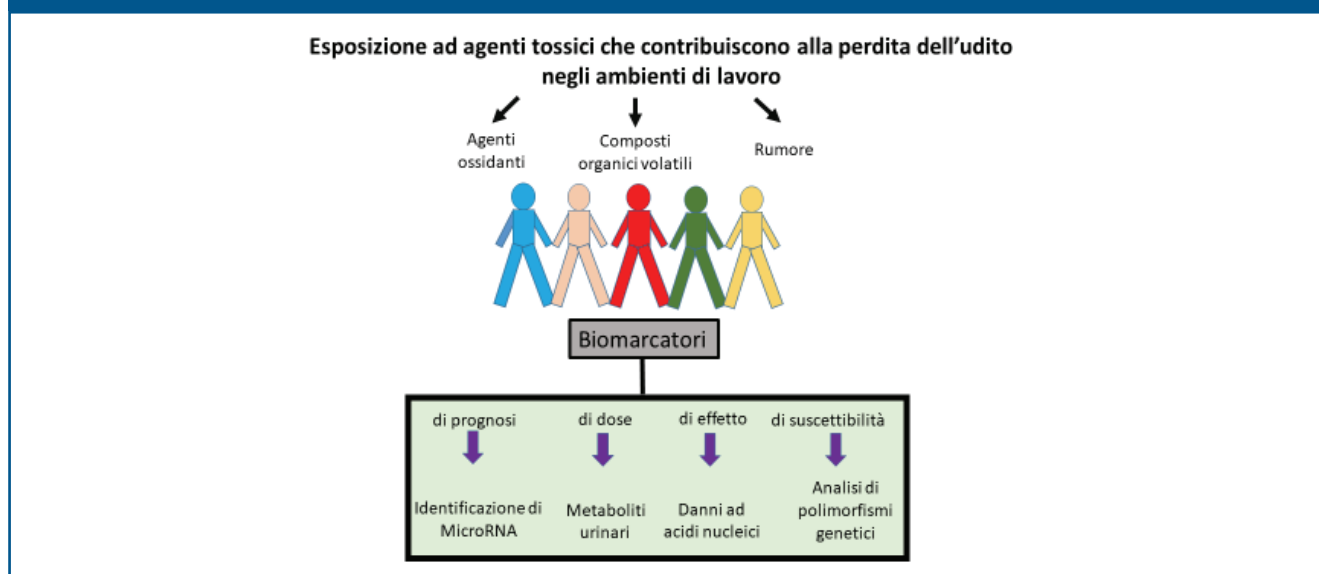 Esposizione ad agenti tossici che contribuiscono alla perdita dell'udito
negli ambienti di lavoro
Agenti
ossidanti
Composti
organici volatili
Rumore
Biomarcatori
di prognosi
di dose
di effetto
di suscettibilità
Identificazione di
MicroRNA
Metaboliti
urinari
Danni ad
acidi nucleici
Analisi di
polimorfismi
genetici